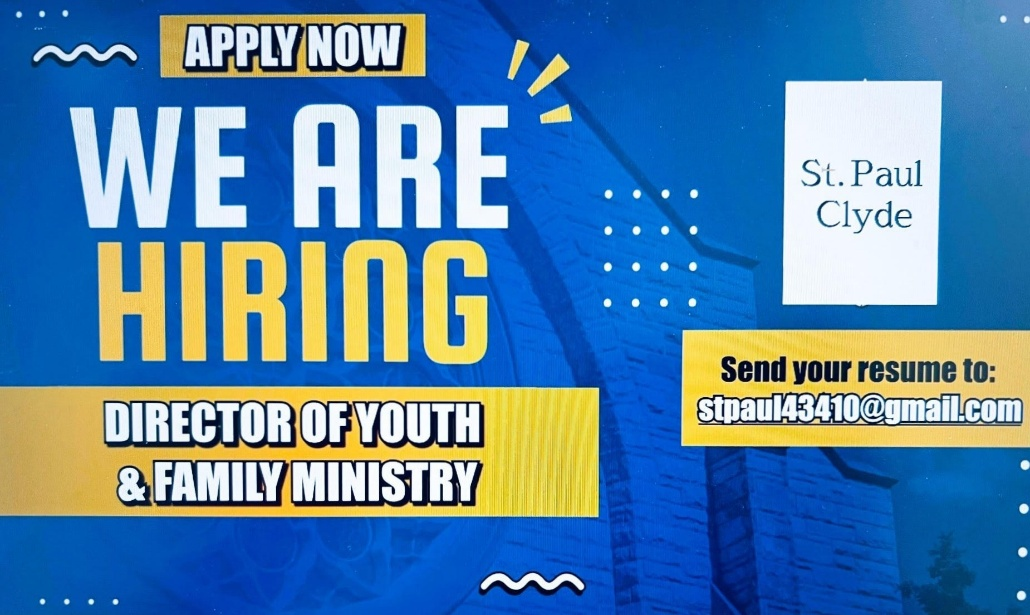 APPLY NOW
WE ARE
HIRING
DIRECTOR OF YOUTH
& FAMILY MINISTRY
St. Paul
Clyde
Send your resume to:
stpaul43410@gmail.com